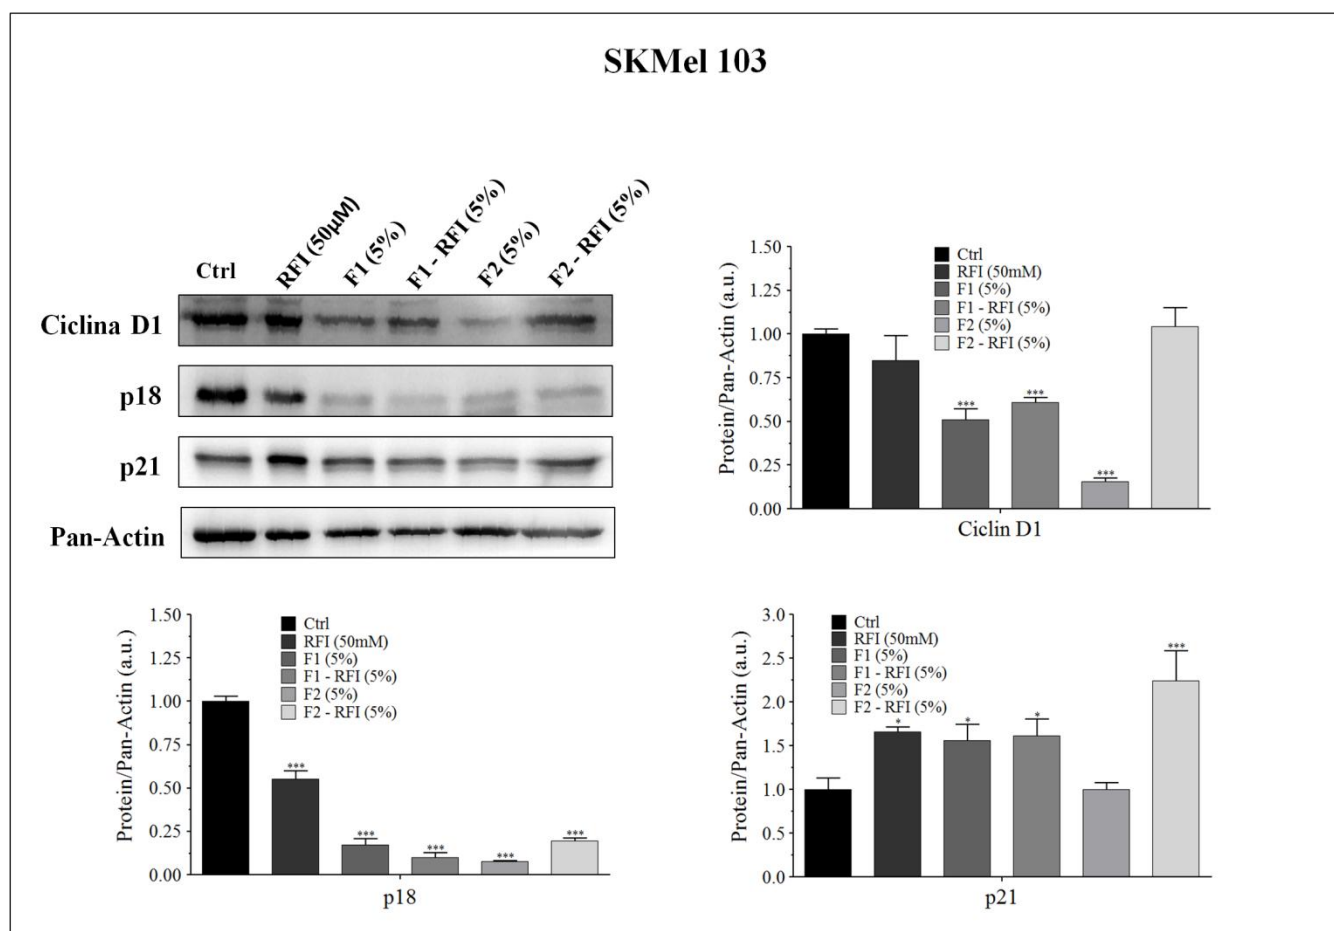 SKMel 103
Ctrl
RFI (50µM)
F1 (5%)
F1 - RFI (5%)
F2 (5%)
F2 - RFI (5%)
Ciclina D1
p18
p21
Pan-Actin
Protein/Pan-Actin (a.u.)
1.50
1.25
1.00
0.75
0.50
0.25
0.00
Ctrl
RFI (50mM)
F1 (5%)
F1 - RFI (5%)
F2 (5%)
F2 - RFI (5%)
***
***
***
Ciclin D1
Protein/Pan-Actin (a.u.)
1.50
1.25
1.00
0.75
0.50
0.25
0.00
Ctrl
RFI (50mM)
F1 (5%)
F1 - RFI (5%)
F2 (5%)
F2 - RFI (5%)
***
***
***
***
***
p18
Protein/Pan-Actin (a.u.)
3.0
2.5
2.0
1.5
1.0
0.5
0.0
Ctrl
RFI (50mM)
F1 (5%)
F1 - RFI (5%)
F2 (5%)
F2 - RFI (5%)
*
*
*
***
p21